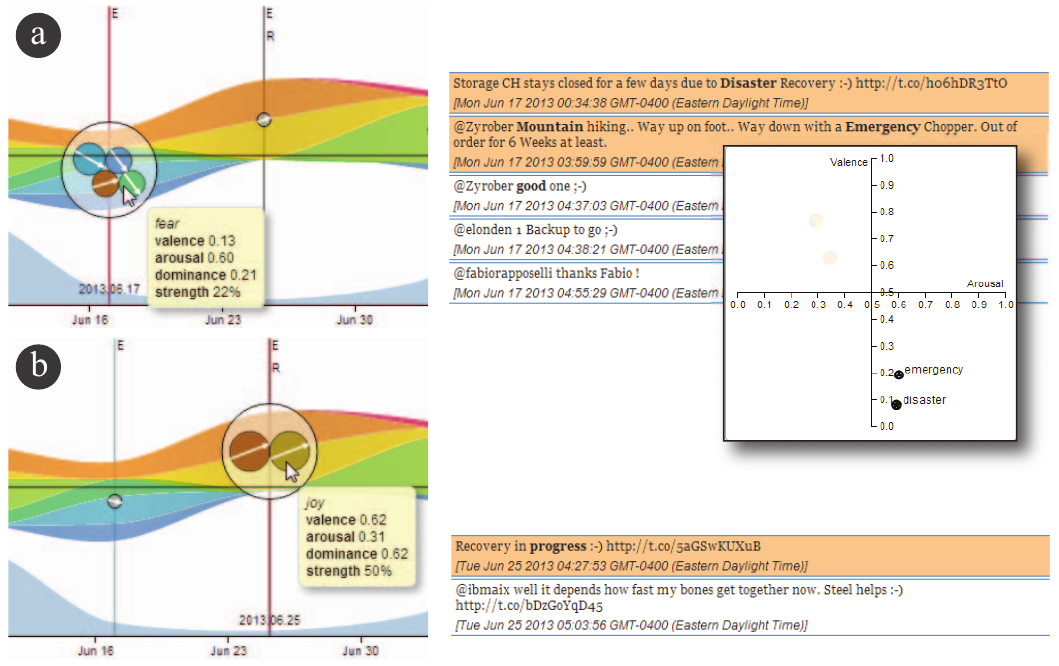 a
E
R
fear
valence 0.13
arousal 0.60
dominance 0.21
strength 22%
2013.06.17
Jun 16
Jun 23
Jun 30
Storage CH stays closed for a few days due to Disaster Recovery :-) http://t.co/ho6hDR3TtO
[Mon Jun 17 2013 00:34:38 GMT-0400 (Eastern Daylight Time)]
@Zyrober Mountain hiking.. Way up on foot.. Way down with a Emergency Chopper. Out of
order for 6 Weeks at least.
[Mon Jun 17 2013 03:59:59 GMT-0400 (Eastern
@Zyrober good one ;-)
[Mon Jun 17 2013 04:37:03 GMT-0400 (Eastern
@elonden 1 Backup to go ;-)
[Mon Jun 17 2013 04:38:21 GMT-0400 (Eastern
@fabiorapposelli thanks Fabio !
[Mon Jun 17 2013 04:55:29 GMT-0400 (Eastern
Valence
1.0
0.9
0.8
0.7
0.6
0.5
Arousal
0.0 0.1 0.2 0.3 0.4 0.5 0.6 0.7 0.8 0.9 1.0
0.4
0.3
0.2
emergency
0.1
disaster
0.0
b
E
R
joy
valence 0.62
arousal 0.31
dominance 0.62
strength 50%
2013.06.25
Jun 16
Jun 23
Jun 30
Recovery in progress :-) http://t.co/5aGSwKUXuB
[Tue Jun 25 2013 04:27:53 GMT-0400 (Eastern Daylight Time)]
@ibmaix well it depends how fast my bones get together now. Steel helps :-)
http://t.co/bDzGoYqD45
[Tue Jun 25 2013 05:03:56 GMT-0400 (Eastern Daylight Time)]